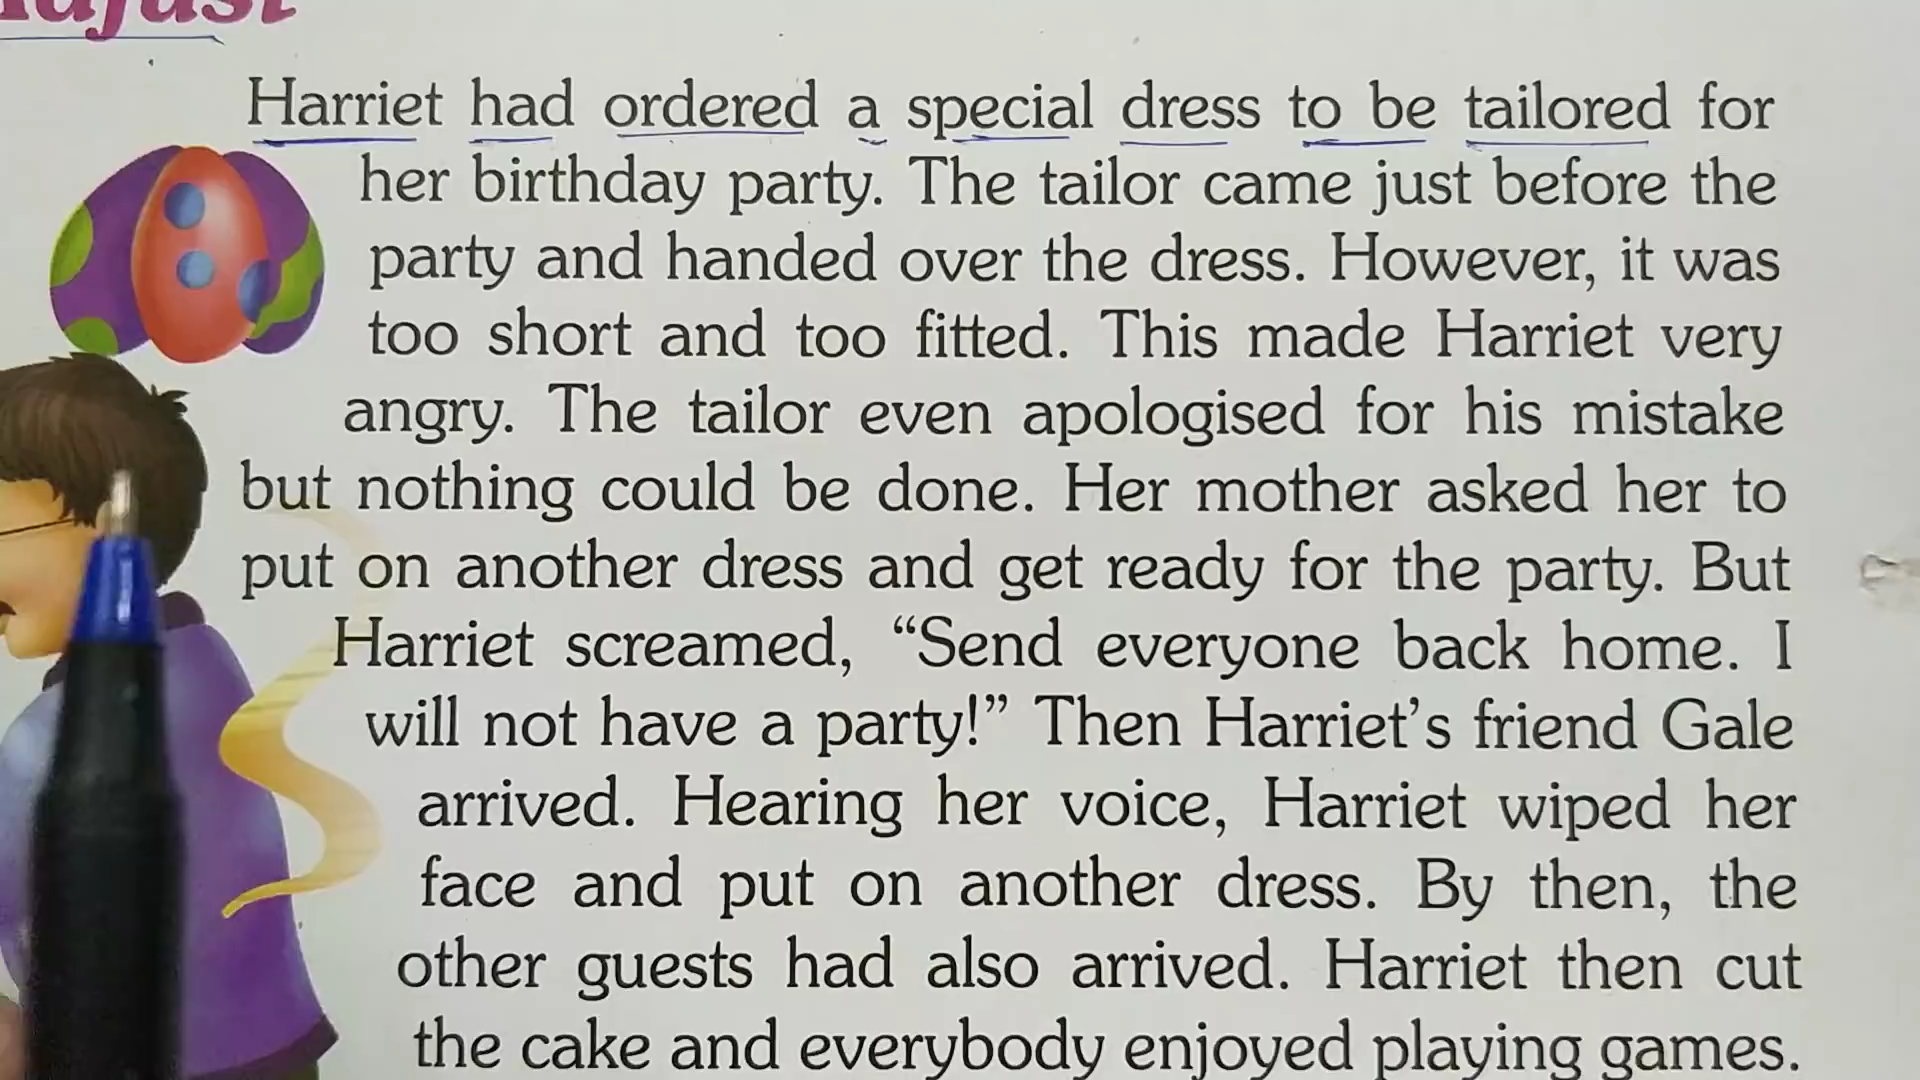 Adjust
Harriet had ordered a special dress to be tailored for
her birthday party. The tailor came just before the
party and handed over the dress. However, it was
too short and too fitted. This made Harriet very
angry. The tailor even apologised for his mistake
but nothing could be done. Her mother asked her to
put on another dress and get ready for the party. But
Harriet screamed, “Send everyone back home. I
will not have a party!” Then Harriet’s friend Gale
arrived. Hearing her voice, Harriet wiped her
face and put on another dress. By then, the
other guests had also arrived. Harriet then cut
the cake and everybody enjoyed playing games.